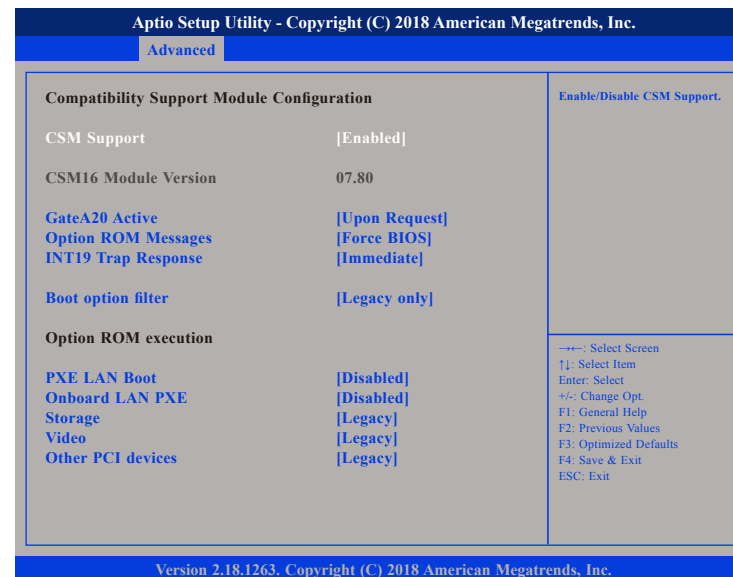 Aptio Setup Utility - Copyright (C) 2018 American Megatrends, Inc.
Advanced
Compatibility Support Module Configuration
CSM Support [Enabled]
CSM16 Module Version 07.80
GateA20 Active [Upon Request]
Option ROM Messages [Force BIOS]
INT19 Trap Response [Immediate]
Boot option filter [Legacy only]
Option ROM execution
PXE LAN Boot [Disabled]
Onboard LAN PXE [Disabled]
Storage [Legacy]
Video [Legacy]
Other PCI devices [Legacy]
Enable/Disable CSM Support.
→←: Select Screen
↑↓: Select Item
Enter: Select
+/-: Change Opt.
F1: General Help
F2: Previous Values
F3: Optimized Defaults
F4: Save & Exit
ESC: Exit
Version 2.18.1263. Copyright (C) 2018 American Megatrends, Inc.